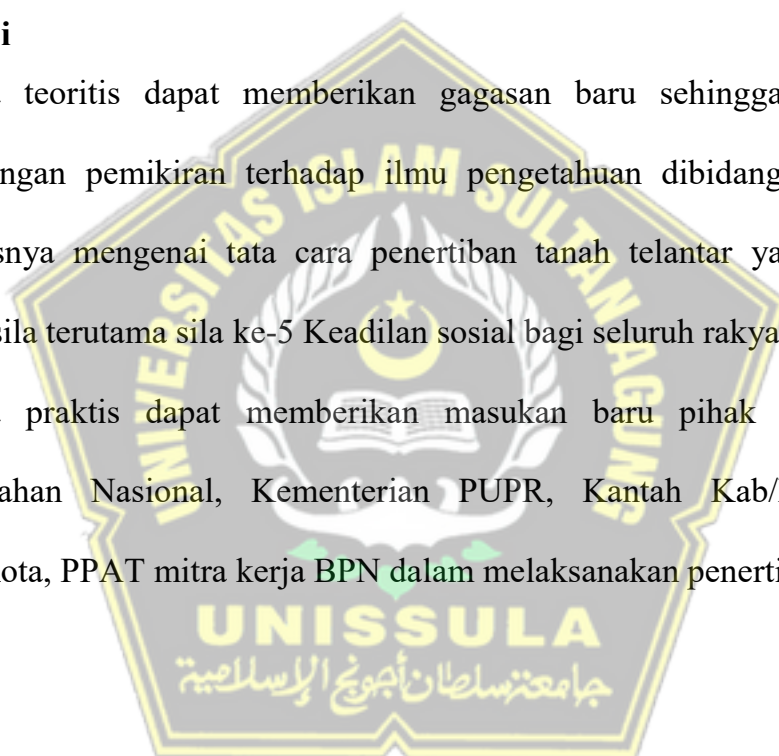 i
teoritis dapat memberikan gagasan baru sehingga
ngan pemikiran terhadap ilmu pengetahuan dibidang
snya mengenai tata cara penertiban tanah telantar ya
sila terutama sila ke-5 Keadilan sosial bagi seluruh rakya
praktis dapat memberikan masukan baru pihak
ahan Nasional, Kementerian PUPR, Kantah Kab/
ota, PPAT mitra kerja BPN dalam melaksanakan penerti
UNIVERSITAS ISLAM SULTAN AGUNG
UNISSULA
جامعنسلطان أجونج الإسلامية